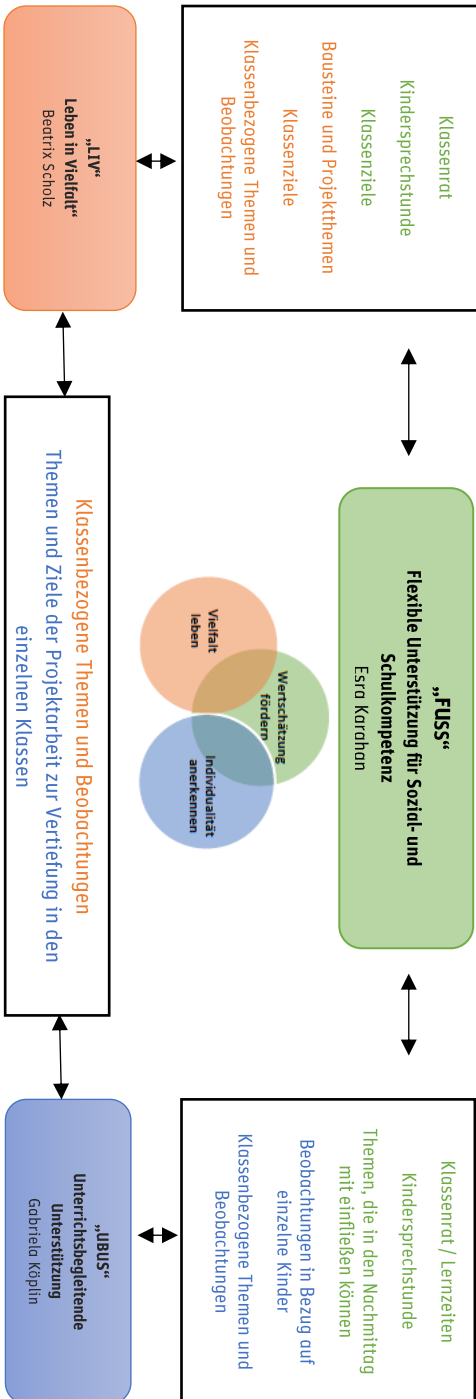 „FUSS“
Flexible Unterstützung für Sozial- und
Schulkompetenz
Esra Karahan
Klassenrat
Kindersprechstunde
Klassenziele
Bausteine und Projektthemen
Klassenziele
Klassenbezogene Themen und
Beobachtungen
Wertschätzung
fördern
Vielfalt
leben
Individualität
anerkennen
Klassenrat / Lernzeiten
Kindersprechstunde
Themen, die in den Nachmittag
mit einfließen können
Beobachtungen in Bezug auf
einzelne Kinder
Klassenbezogene Themen und
Beobachtungen
„LIV“
Leben in Vielfalt“
Beatrix Scholz
Klassenbezogene Themen und Beobachtungen
Themen und Ziele der Projektarbeit zur Vertiefung in den
einzelnen Klassen
„UBUS“
Unterrichtsbegleitende
Unterstützung
Gabriela Köplin